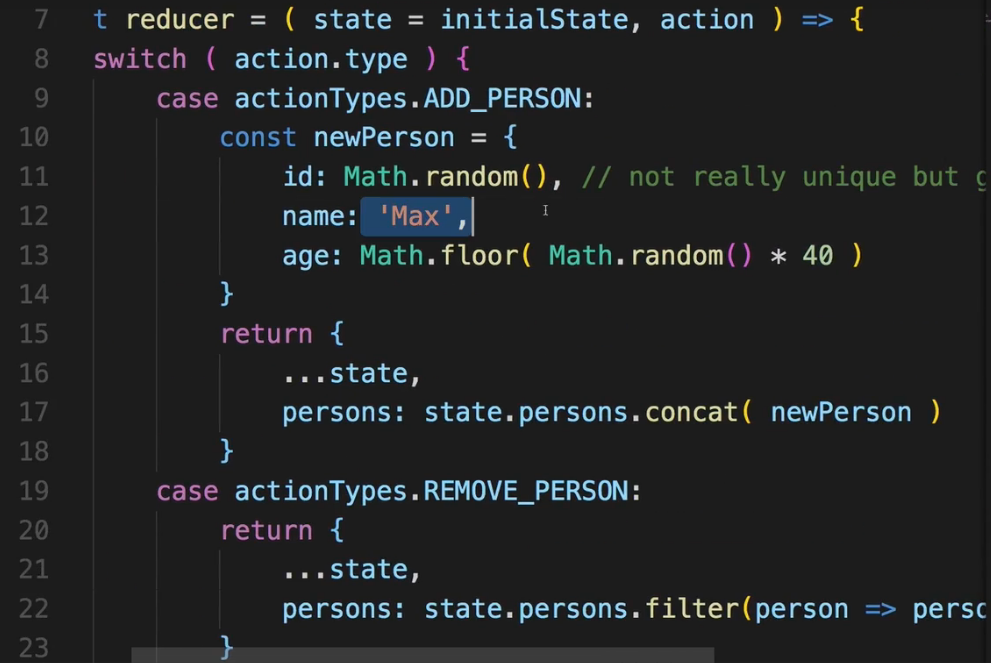 7 t reducer = ( state = initialState, action ) => {
8 switch ( action.type ) {
9 case actionTypes.ADD_PERSON:
10 const newPerson = {
11 id: Math.random(), // not really unique but
12 name: 'Max',
13 age: Math.floor( Math.random() * 40 )
14 }
15 return {
16 ...state,
17 persons: state.persons.concat( newPerson )
18 }
19 case actionTypes.REMOVE_PERSON:
20 return {
21 ...state,
22 persons: state.persons.filter(person =>
23 }